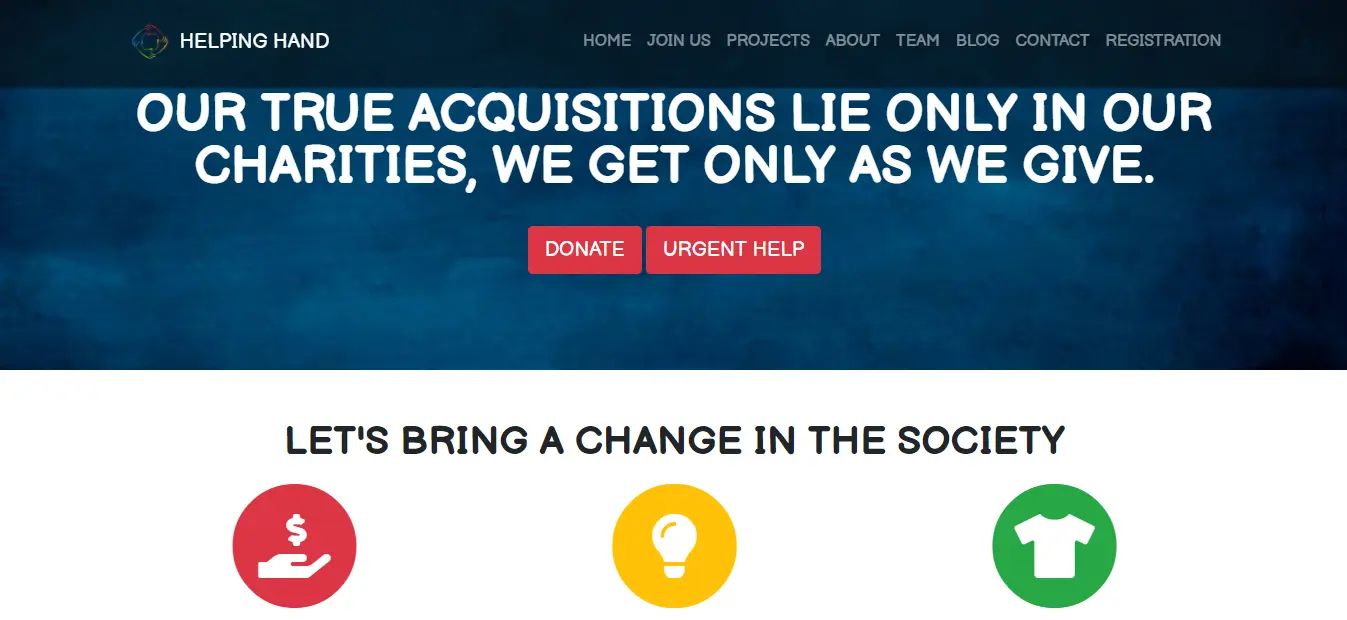 HELPING HAND
HOME JOIN US PROJECTS ABOUT TEAM BLOG CONTACT REGISTRATION
OUR TRUE ACQUISITIONS LIE ONLY IN OUR
CHARITIES, WE GET ONLY AS WE GIVE.
DONATE URGENT HELP
LET'S BRING A CHANGE IN THE SOCIETY
$